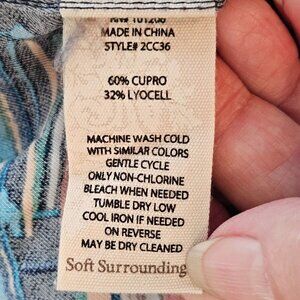 RN# 101206
MADE IN CHINA
STYLE# 2CC36
60% CUPRO
32% LYOCELL
MACHINE WASH COLD
WITH SIMILAR COLORS
GENTLE CYCLE
ONLY NON-CHLORINE
BLEACH WHEN NEEDED
TUMBLE DRY LOW
COOL IRON IF NEEDED
ON REVERSE
MAY BE DRY CLEANED
Soft Surrounding